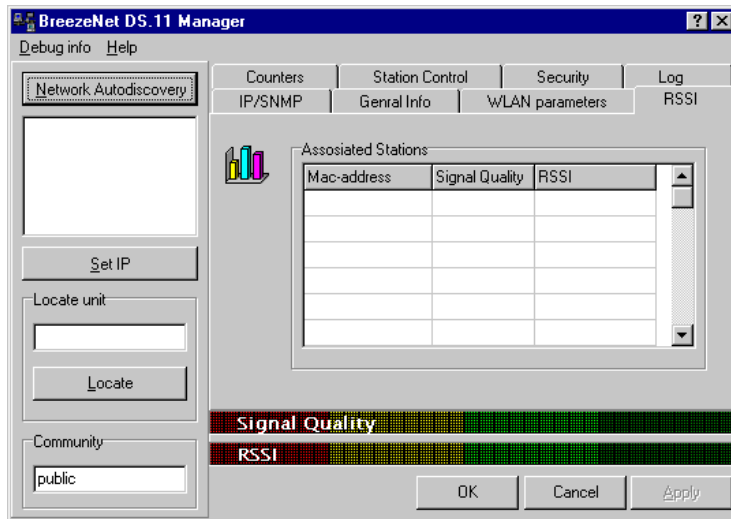 BreezeNet DS.11 Manager
Debug info Help
Network Autodiscovery
Set IP
Locate unit
Locate
Community
public
Counters Station Control Security Log
IP/SNMP Genral Info WLAN parameters RSSI
Assosiated Stations
Mac-address Signal Quality RSSI
Signal Quality
RSSI
OK Cancel Apply